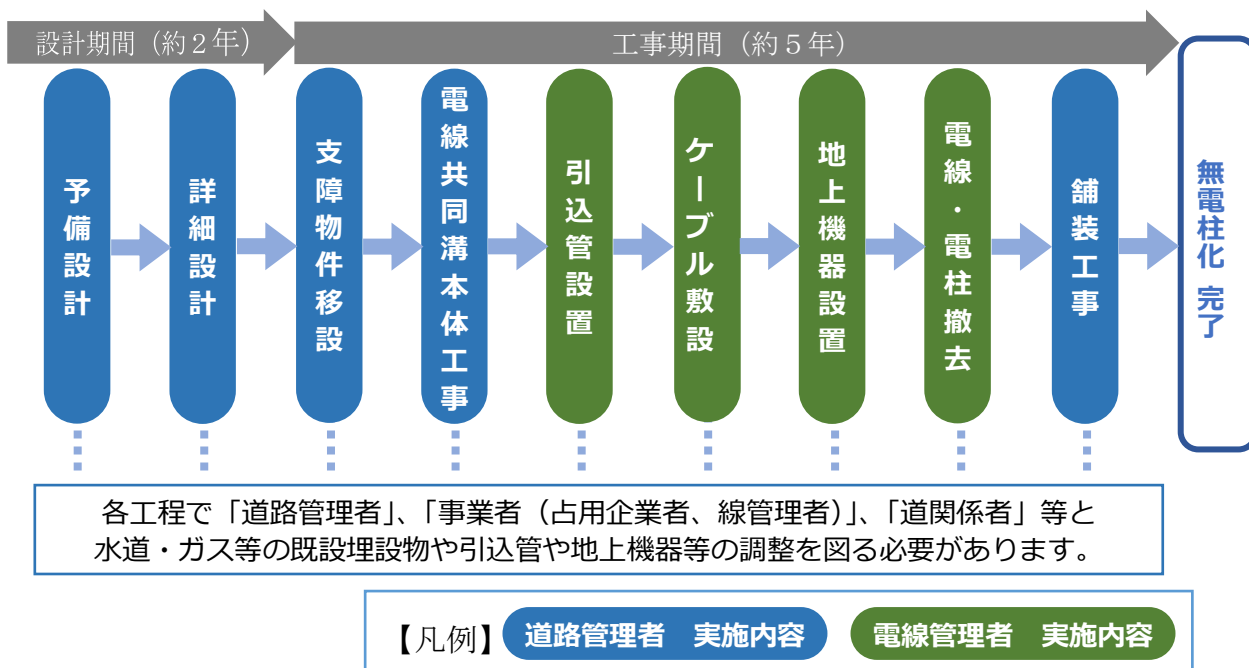 設計期間（約２年）
工事期間（約５年）
予備設計
詳細設計
支障物件移設
電線共同溝本体工事
引込管設置
ケーブル敷設
地上機器設置
電線・電柱撤去
舗装工事
無電柱化 完了
各工程で「道路管理者」、「事業者（占用企業者、線管理者）」、「道関係者」等と
水道・ガス等の既設埋設物や引込管や地上機器等の調整を図る必要があります。
【凡例】 道路管理者　実施内容 電線管理者　実施内容